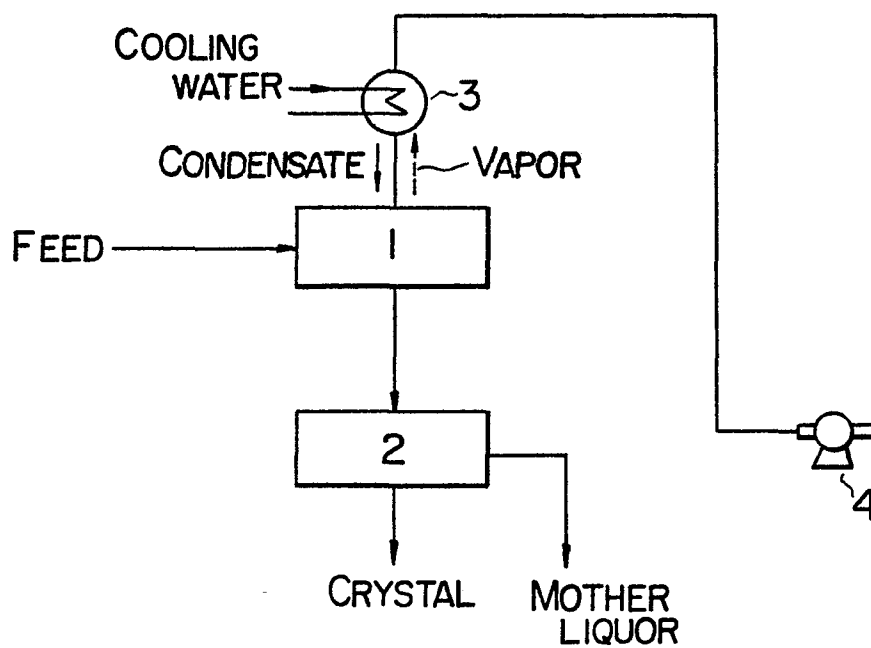 COOLING
WATER
3
CONDENSATE
VAPOR
FEED
1
2
4
CRYSTAL
MOTHER
LIQUOR